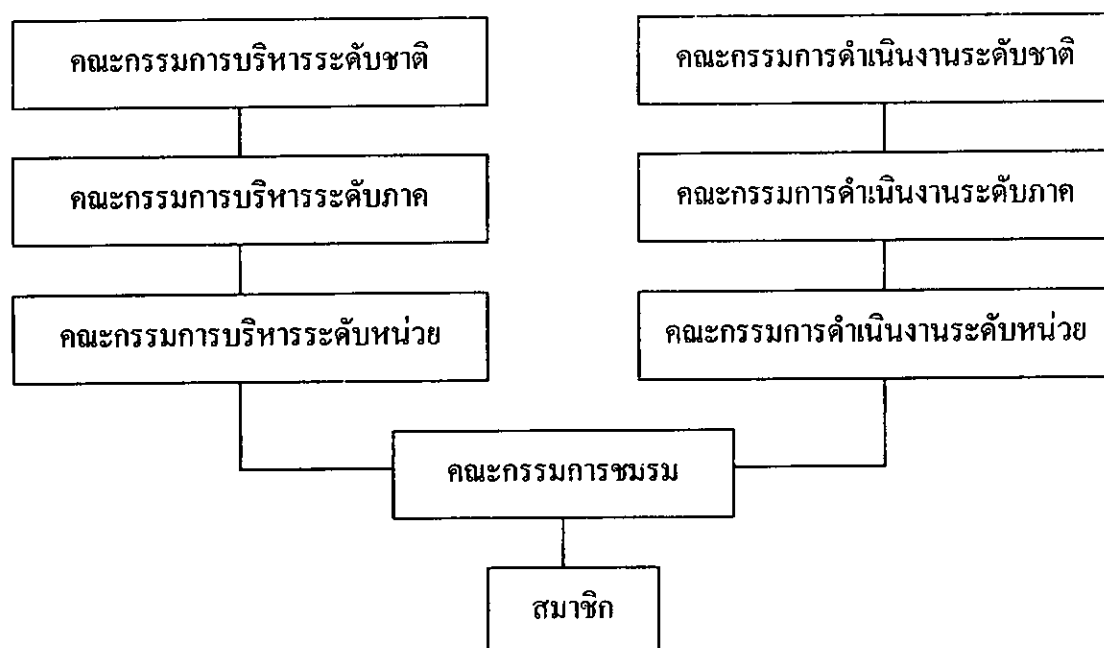 คณะกรรมการบริหารระดับชาติ
คณะกรรมการดำเนินงานระดับชาติ
คณะกรรมการบริหารระดับภาค
คณะกรรมการดำเนินงานระดับภาค
คณะกรรมการบริหารระดับหน่วย
คณะกรรมการดำเนินงานระดับหน่วย
คณะกรรมการชมรม
สมาชิก